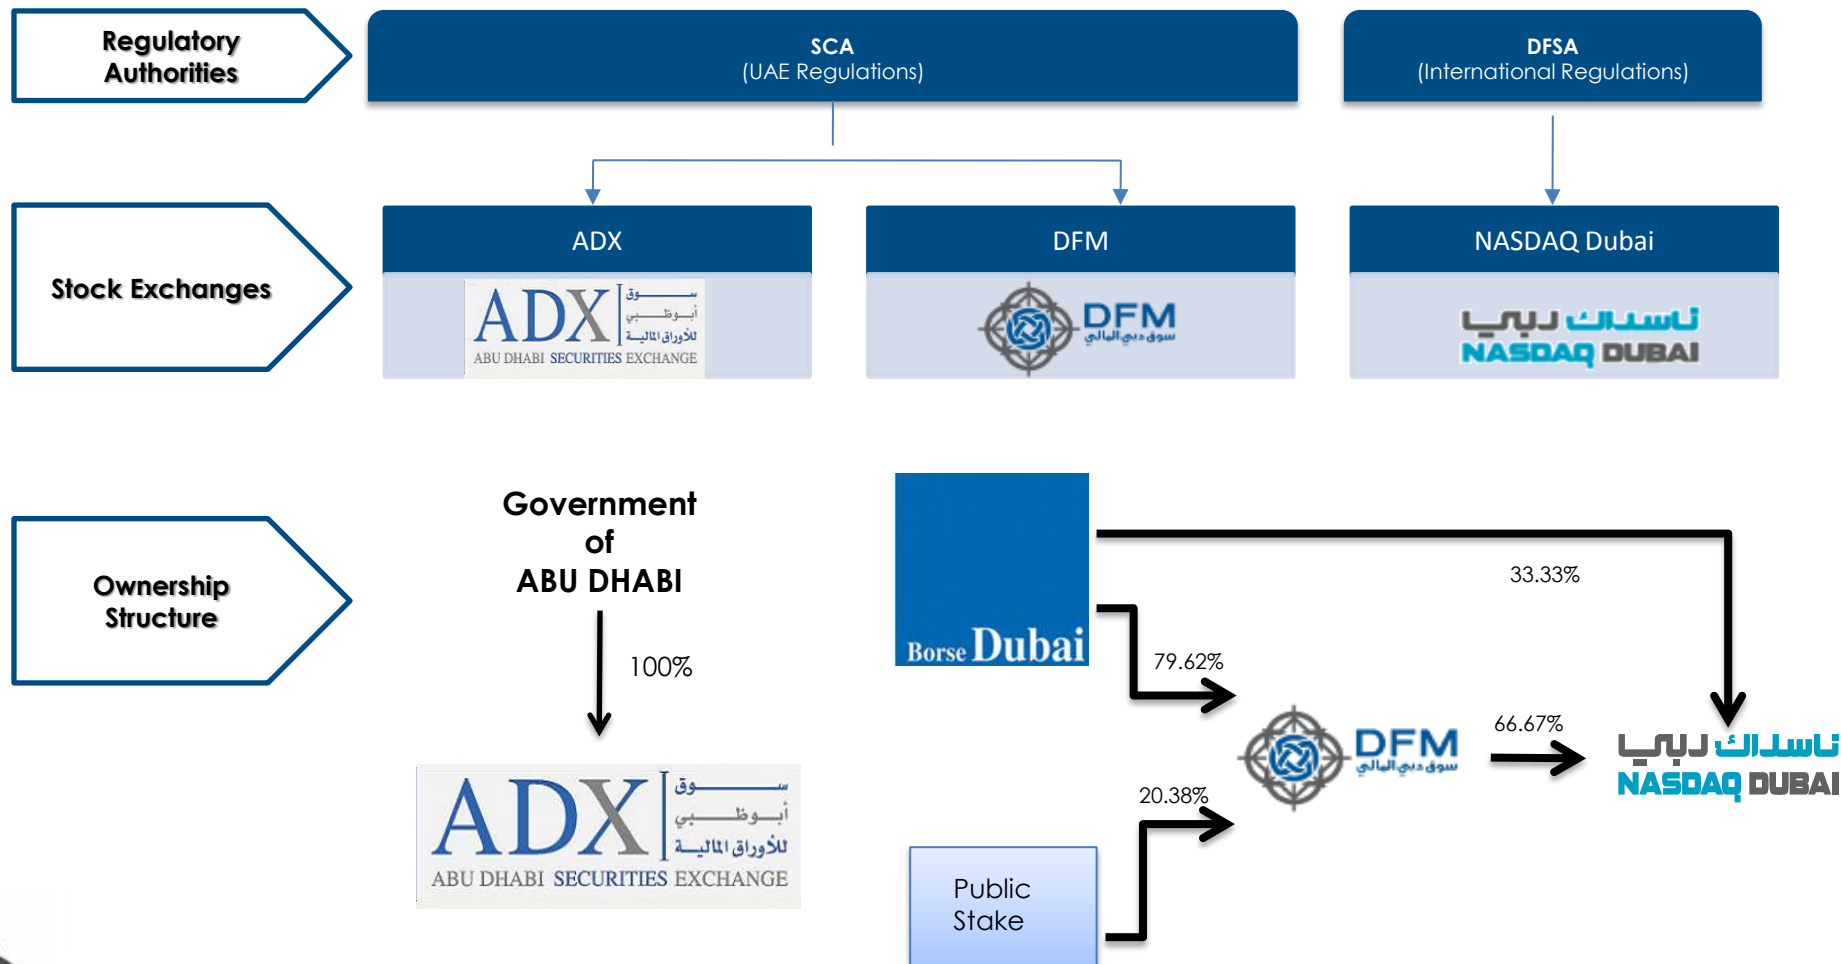 Regulatory
Authorities
SCA
(UAE Regulations)
DFSA
(International Regulations)
Stock Exchanges
ADX
DFM
NASDAQ Dubai
ADX
سوق
أبوظبي
للأوراق المالية
ABU DHABI SECURITIES EXCHANGE
DFM
سوق دبي المالي
ناسداك دبي
NASDAQ DUBAI
Ownership
Structure
Government
of
ABU DHABI
100%
ADX
سوق
أبوظبي
للأوراق المالية
ABU DHABI SECURITIES EXCHANGE
Borse Dubai
33.33%
79.62%
DFM
سوق دبي المالي
66.67%
ناسداك دبي
NASDAQ DUBAI
20.38%
Public
Stake